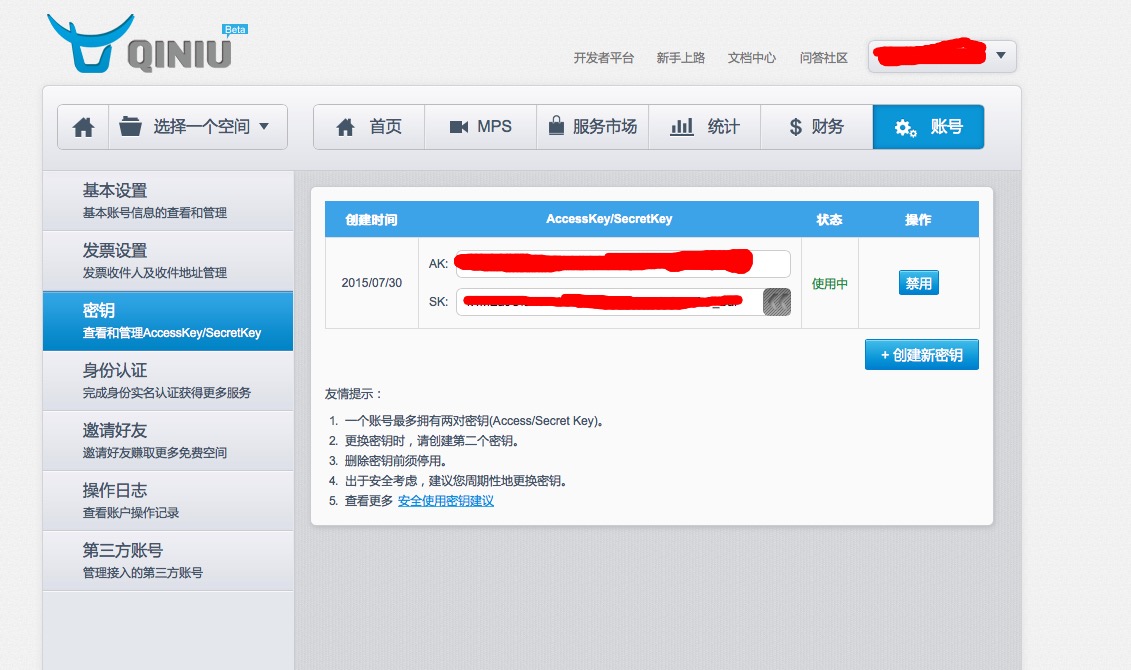 QINIU Beta
开发者平台 新手上路 文档中心 问答社区
选择一个空间 首页 MPS 服务市场 统计 $ 财务 账号
基本设置
基本账号信息的查看和管理
发票设置
发票收件人及收件地址管理
密钥
查看和管理AccessKey/SecretKey
身份认证
完成身份实名认证获得更多服务
邀请好友
邀请好友赚取更多免费空间
操作日志
查看账户操作记录
第三方账号
管理接入的第三方账号
创建时间 AccessKey/SecretKey 状态 操作
2015/07/30
AK:
SK:
使用中
禁用
+ 创建新密钥
友情提示：
1. 一个账号最多拥有两对密钥(Access/Secret Key)。
2. 更换密钥时，请创建第二个密钥。
3. 删除密钥前须停用。
4. 出于安全考虑，建议您周期性地更换密钥。
5. 查看更多 安全使用密钥建议